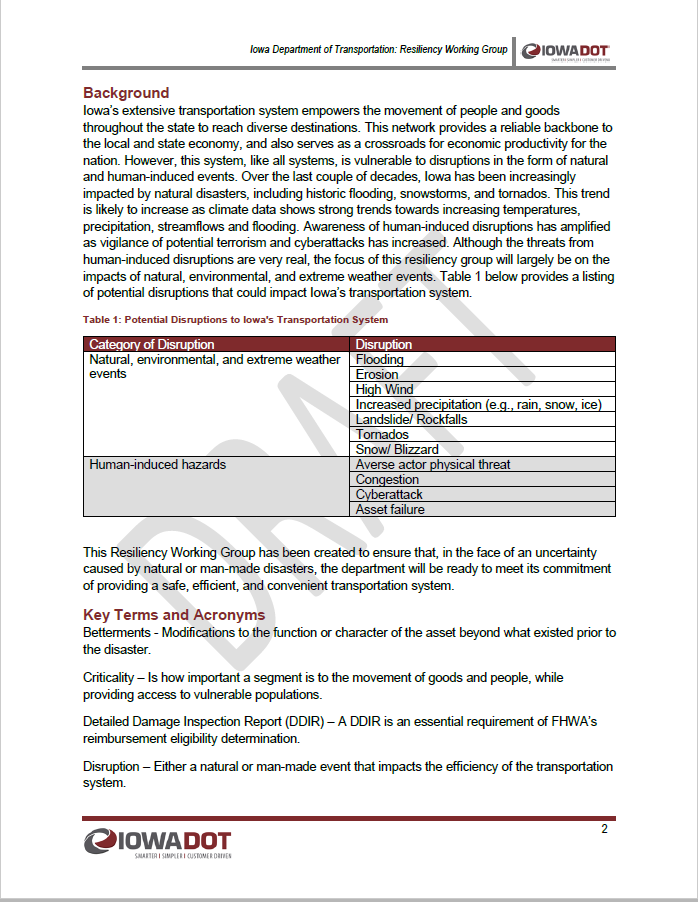 Iowa Department of Transportation: Resiliency Working Group
IOWADOT
SMARTER | SIMPLER | CUSTOMER DRIVEN
Background
Iowa's extensive transportation system empowers the movement of people and goods
throughout the state to reach diverse destinations. This network provides a reliable backbone to
the local and state economy, and also serves as a crossroads for economic productivity for the
nation. However, this system, like all systems, is vulnerable to disruptions in the form of natural
and human-induced events. Over the last couple of decades, Iowa has been increasingly
impacted by natural disasters, including historic flooding, snowstorms, and tornados. This trend
is likely to increase as climate data shows strong trends towards increasing temperatures,
precipitation, streamflows and flooding. Awareness of human-induced disruptions has amplified
as vigilance of potential terrorism and cyberattacks has increased. Although the threats from
human-induced disruptions are very real, the focus of this resiliency group will largely be on the
impacts of natural, environmental, and extreme weather events. Table 1 below provides a listing
of potential disruptions that could impact Iowa's transportation system.
Table 1: Potential Disruptions to Iowa's Transportation System
Category of Disruption Disruption
Natural, environmental, and extreme weather Flooding
events Erosion
High Wind
Increased precipitation (e.g., rain, snow, ice)
Landslide/ Rockfalls
Tornados
Snow/ Blizzard
Human-induced hazards Averse actor physical threat
Congestion
Cyberattack
Asset failure
DRAFT
This Resiliency Working Group has been created to ensure that, in the face of an uncertainty
caused by natural or man-made disasters, the department will be ready to meet its commitment
of providing a safe, efficient, and convenient transportation system.
Key Terms and Acronyms
Betterments - Modifications to the function or character of the asset beyond what existed prior to
the disaster.
Criticality – Is how important a segment is to the movement of goods and people, while
providing access to vulnerable populations.
Detailed Damage Inspection Report (DDIR) – A DDIR is an essential requirement of FHWA's
reimbursement eligibility determination.
Disruption – Either a natural or man-made event that impacts the efficiency of the transportation
system.
2
IOWADOT
SMARTER | SIMPLER | CUSTOMER DRIVEN